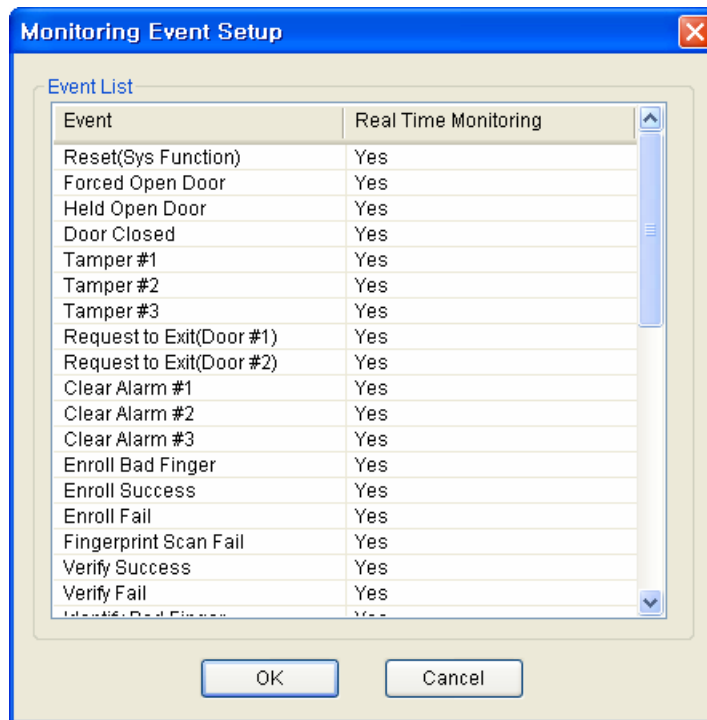 Monitoring Event Setup
Event List
Event Real Time Monitoring
Reset(Sys Function) Yes
Forced Open Door Yes
Held Open Door Yes
Door Closed Yes
Tamper #1 Yes
Tamper #2 Yes
Tamper #3 Yes
Request to Exit(Door #1) Yes
Request to Exit(Door #2) Yes
Clear Alarm #1 Yes
Clear Alarm #2 Yes
Clear Alarm #3 Yes
Enroll Bad Finger Yes
Enroll Success Yes
Enroll Fail Yes
Fingerprint Scan Fail Yes
Verify Success Yes
Verify Fail Yes
Identify Bad Finger Yes
OK Cancel